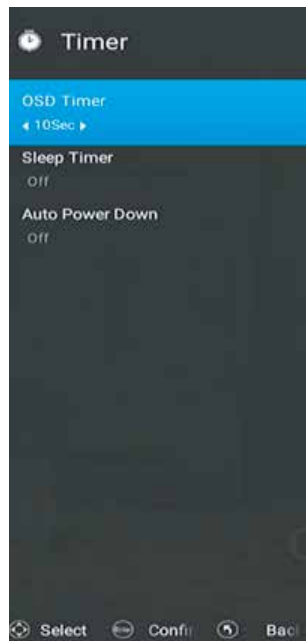 Timer
OSD Timer
10Sec
Sleep Timer
Off
Auto Power Down
Off
Select